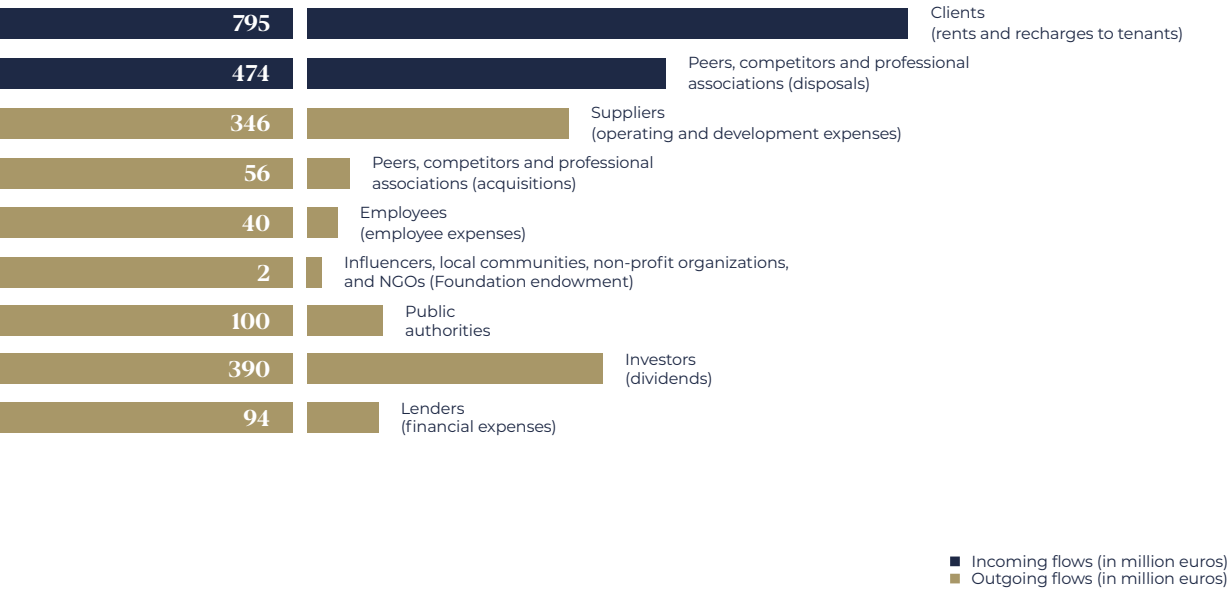 795
Clients
(rents and recharges to tenants)
474
Peers, competitors and professional
associations (disposals)
346
Suppliers
(operating and development expenses)
56
Peers, competitors and professional
associations (acquisitions)
40
Employees
(employee expenses)
2
Influencers, local communities, non-profit organizations,
and NGOs (Foundation endowment)
100
Public
authorities
390
Investors
(dividends)
94
Lenders
(financial expenses)
Incoming flows (in million euros)
Outgoing flows (in million euros)